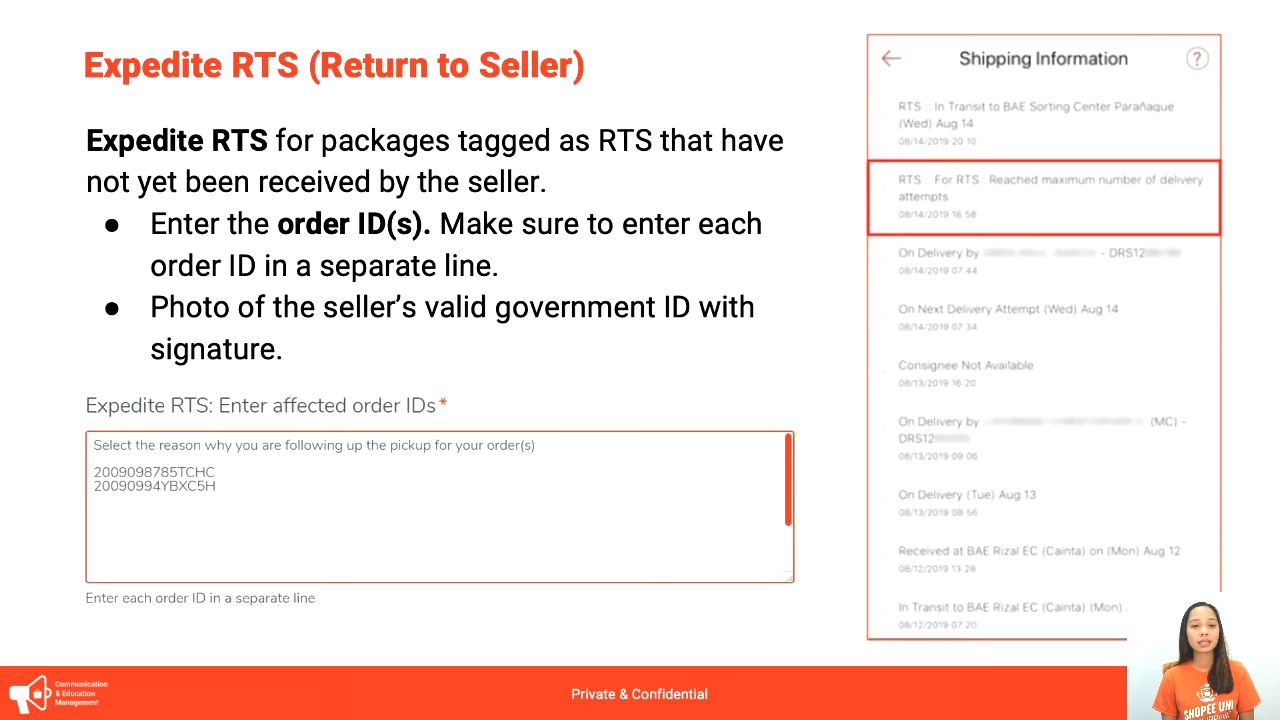 Expedite RTS (Return to Seller)
Expedite RTS for packages tagged as RTS that have
not yet been received by the seller.
● Enter the order ID(s). Make sure to enter each
order ID in a separate line.
● Photo of the seller’s valid government ID with
signature.
Expedite RTS: Enter affected order IDs*
Select the reason why you are following up the pickup for your order(s)
2009098785TCHC
20090994YBXC5H
Enter each order ID in a separate line
Shipping Information
?
RTS :: In Transit to BAE Sorting Center Parañaque
(Wed) Aug 14
08/14/2019 20:10
RTS :: For RTS : Reached maximum number of delivery
attempts
08/14/2019 16:58
On Delivery by - DRS12
08/14/2019 07:44
On Next Delivery Attempt (Wed) Aug 14
08/14/2019 07:34
Consignee Not Available
08/13/2019 16:20
On Delivery by (MC) -
DRS12
08/13/2019 09:06
On Delivery (Tue) Aug 13
08/13/2019 08:56
Received at BAE Rizal EC (Cainta) on (Mon) Aug 12
08/12/2019 13:28
In Transit to BAE Rizal EC (Cainta) (Mon)
08/12/2019 07:20
Communication
& Education
Management
Private & Confidential
SHOPEE UNI